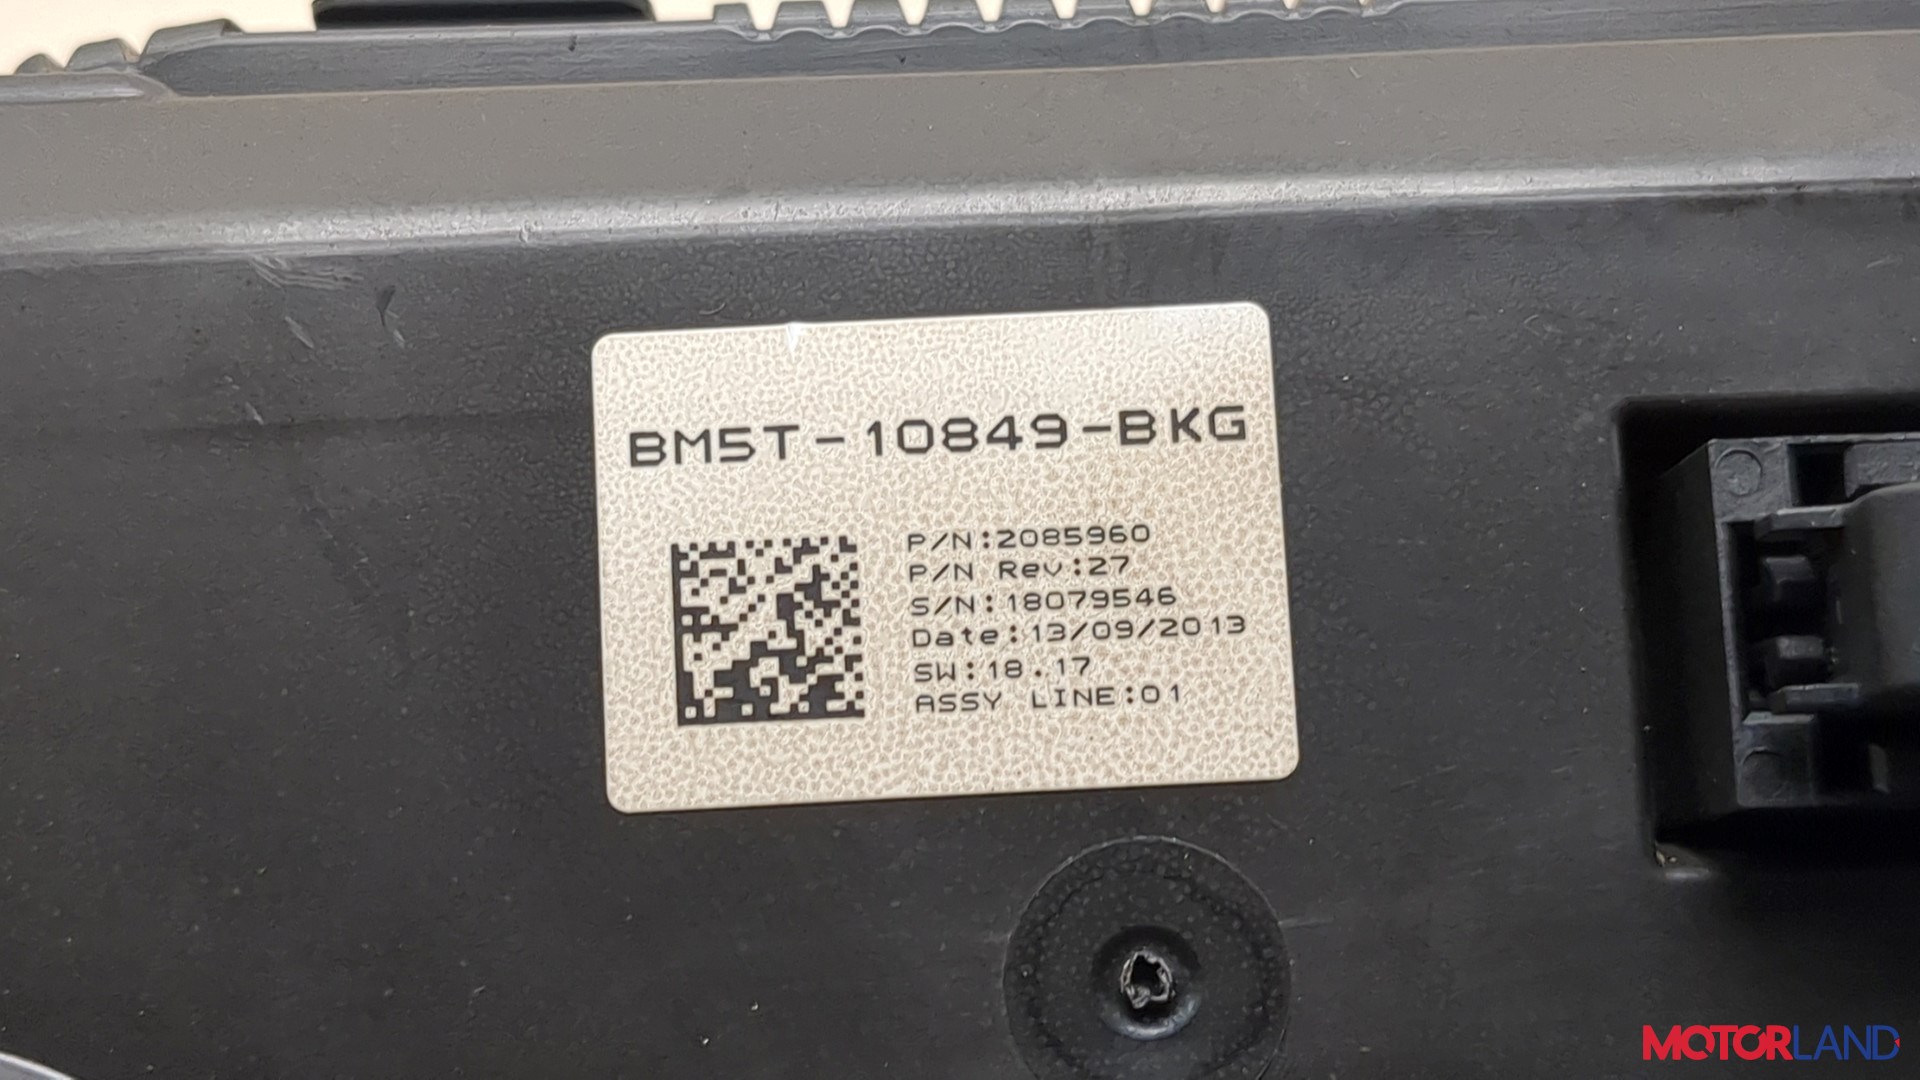 BM5T-10849-BKG
P/N:2085960
P/N Rev:27
S/N:18079546
Date:13/09/2013
SW:18.17
ASSY LINE:01
MOTORLAND